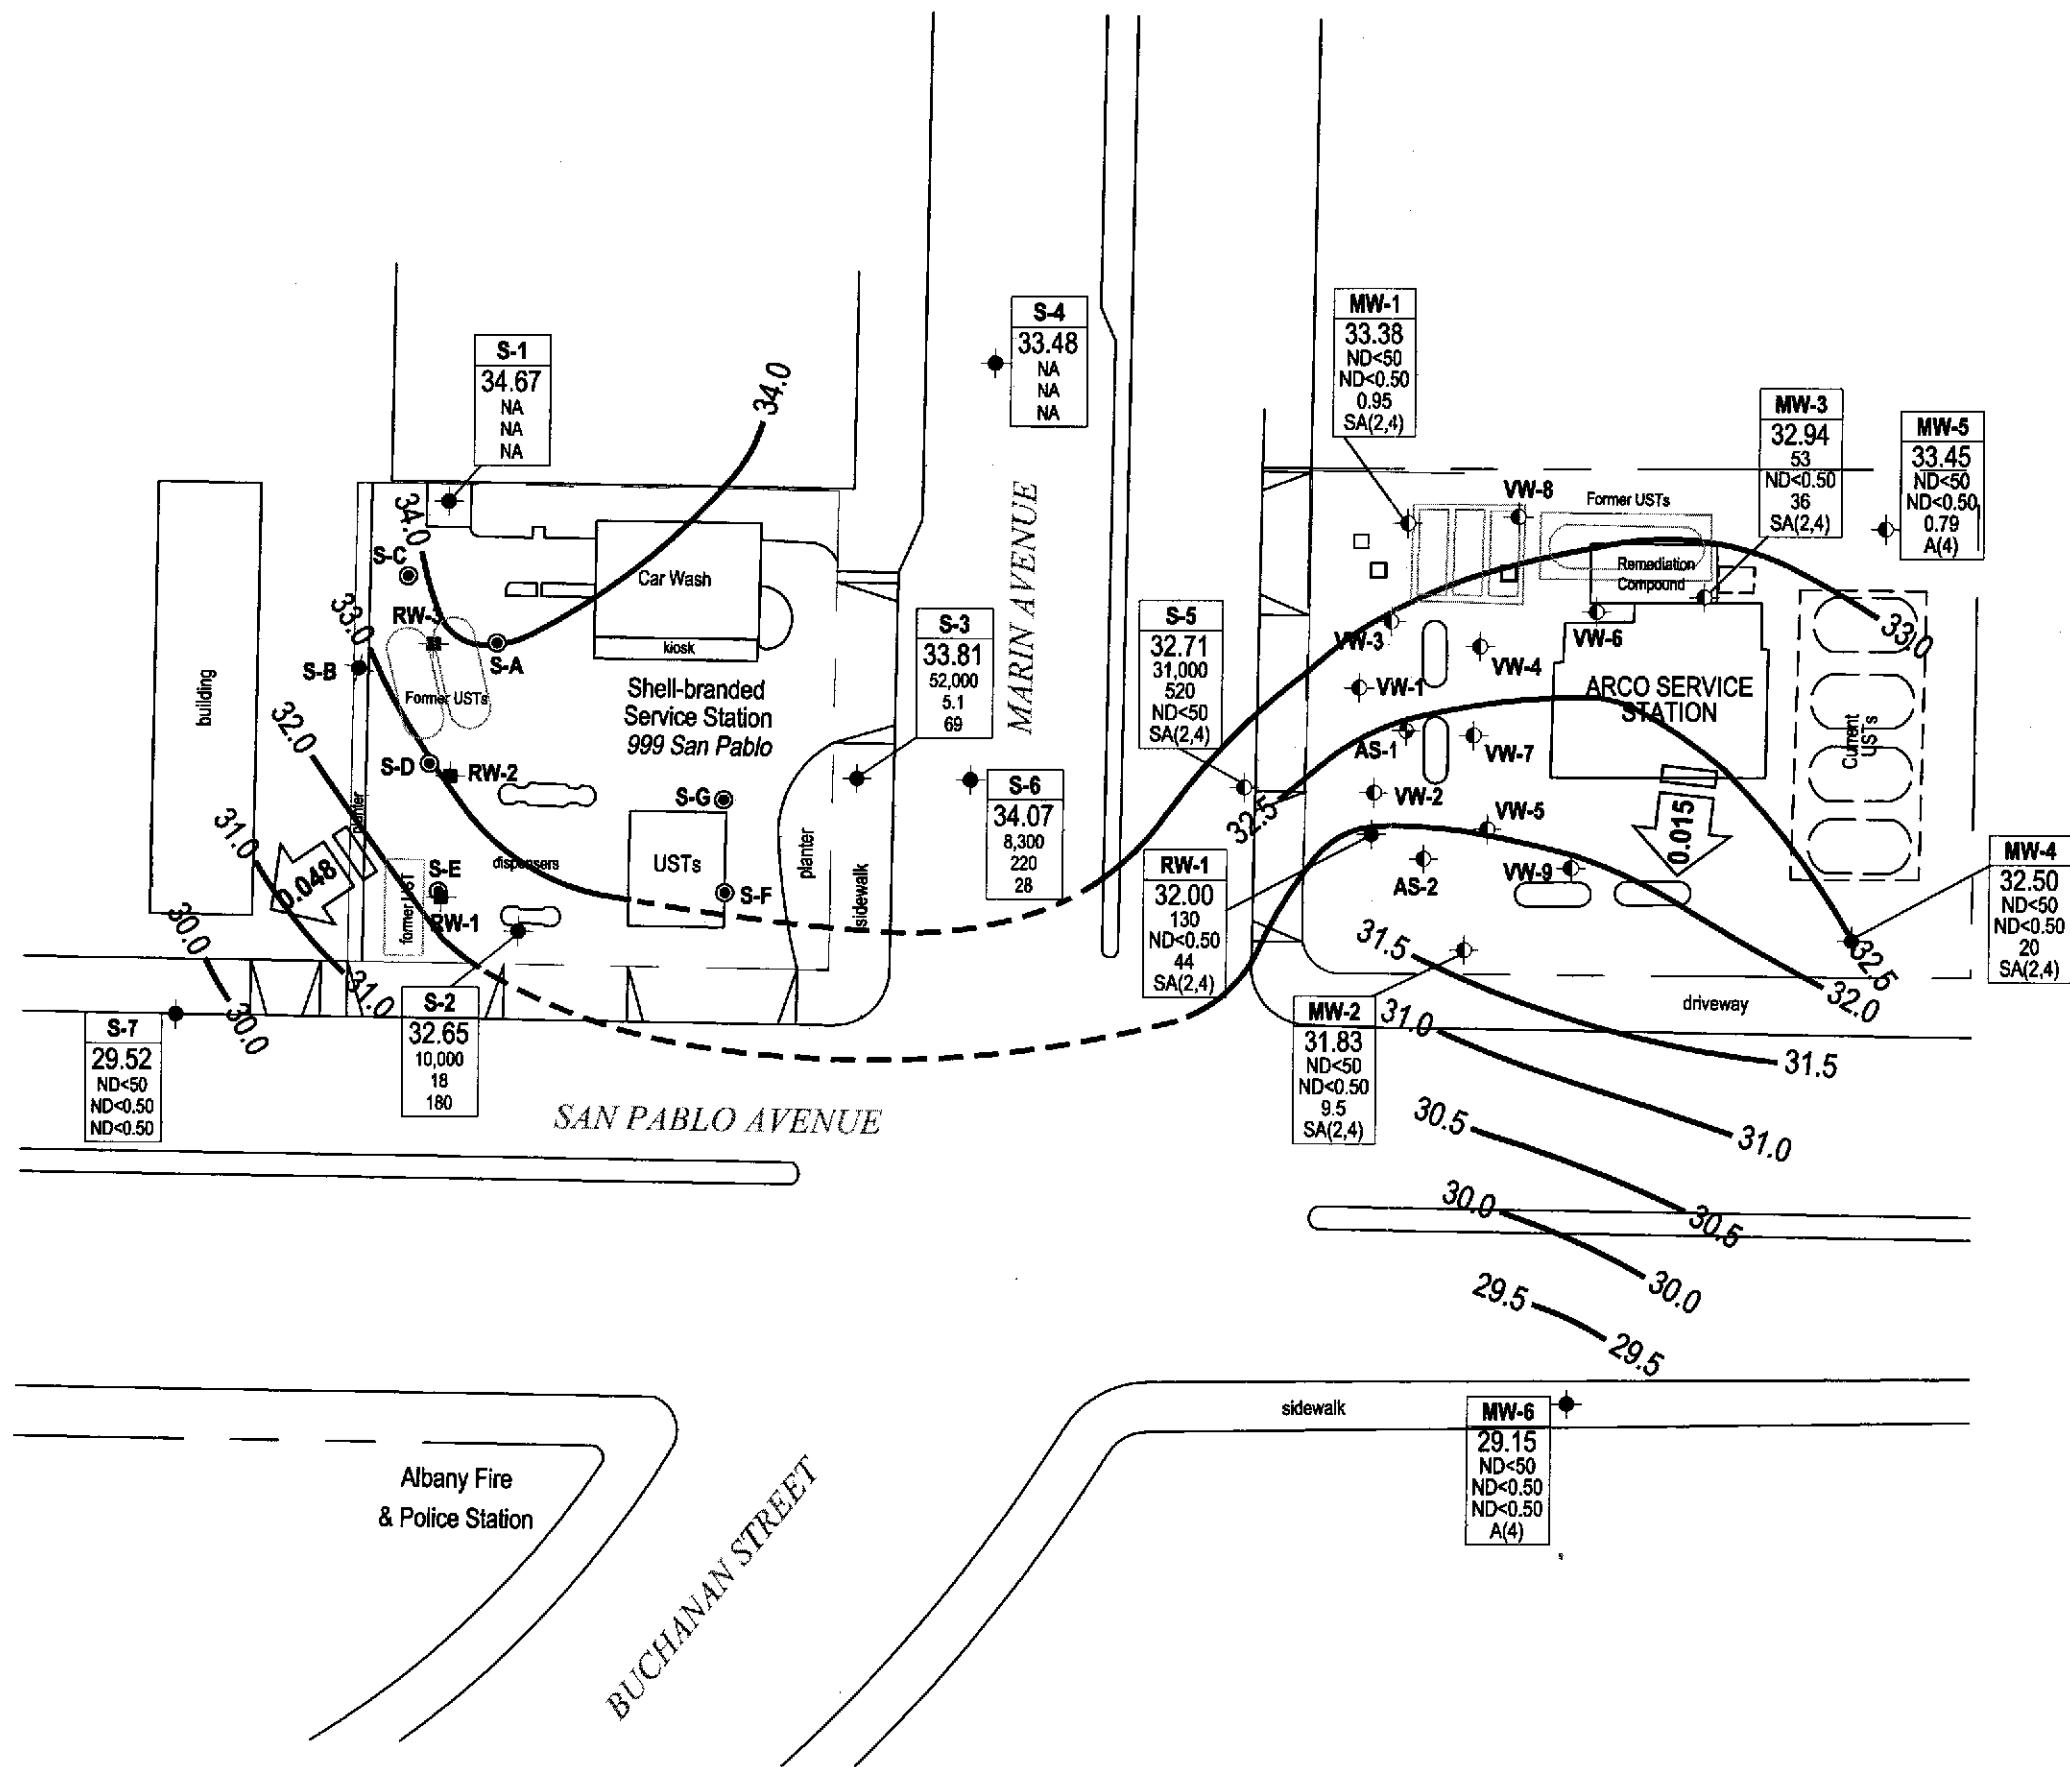 S-4
33.48
NA
NA
NA
MW-1
33.38
ND<50
ND<0.50
0.95
SA(2,4)
S-1
34.67
NA
NA
NA
34.0
MW-3
32.94
53
ND<0.50
36
SA(2,4)
MW-5
33.45
ND<50
ND<0.50
0.79
A(4)
34.0
S-C
Car Wash
kiosk
MARIN AVENUE
VW-8
Former USTs
Remediation
Compound
33.0
RW-3
S-A
S-B
Former USTs
building
Shell-branded
Service Station
999 San Pablo
S-3
33.81
52,000
5.1
69
S-5
32.71
31,000
520
ND<50
SA(2,4)
VW-3
VW-4
VW-6
33.0
VW-1
ARCO SERVICE
STATION
Current
USTs
32.0
S-D
RW-2
S-G
AS-1
VW-7
planter
31.0
0.048
USTs
S-F
planter
sidewalk
S-6
34.07
8,300
220
28
32.5
VW-2
VW-5
0.015
S-E
former UST
RW-1
dispensers
RW-1
32.00
130
ND<0.50
44
SA(2,4)
AS-2
VW-9
MW-4
32.50
ND<50
ND<0.50
20
SA(2,4)
30.0
31.0
30.0
31.5
32.5
32.0
driveway
S-7
29.52
ND<50
ND<0.50
ND<0.50
S-2
32.65
10,000
18
180
MW-2
31.83
ND<50
ND<0.50
9.5
SA(2,4)
31.0
31.5
SAN PABLO AVENUE
30.5
31.0
30.0
30.5
29.5
30.0
29.5
sidewalk
MW-6
29.15
ND<50
ND<0.50
ND<0.50
A(4)
Albany Fire
& Police Station
BUCHANAN STREET